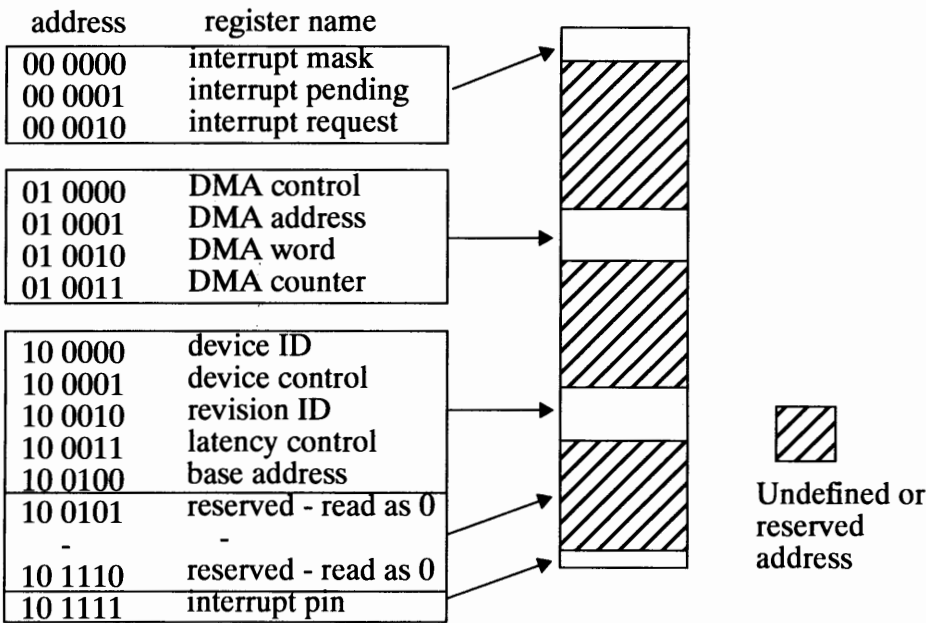 address register name
00 0000 interrupt mask
00 0001 interrupt pending
00 0010 interrupt request
01 0000 DMA control
01 0001 DMA address
01 0010 DMA word
01 0011 DMA counter
10 0000 device ID
10 0001 device control
10 0010 revision ID
10 0011 latency control
10 0100 base address
10 0101 reserved - read as 0
- -
10 1110 reserved - read as 0
10 1111 interrupt pin
Undefined or
reserved
address